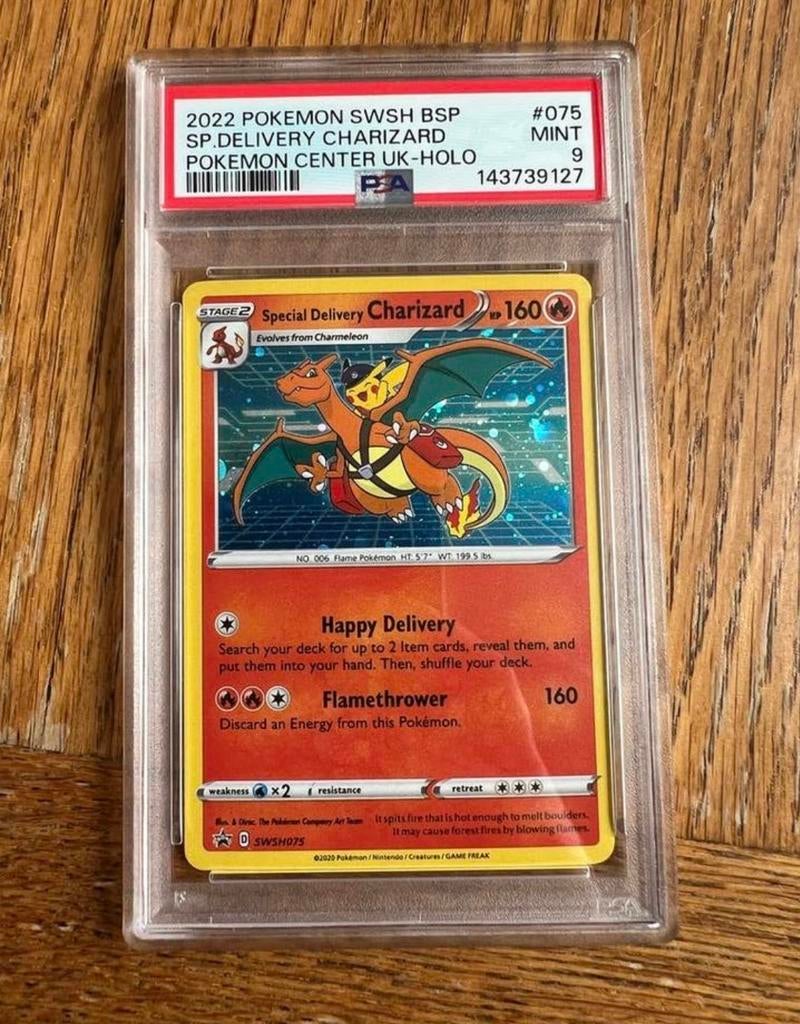 2022 POKEMON SWSH BSP #075
SP.DELIVERY CHARIZARD MINT
POKEMON CENTER UK-HOLO 9
PSA 143739127
STAGE 2 Special Delivery Charizard HP 160
Evolves from Charmeleon
NO. 006 Flame Pokémon HT: 5'7" WT: 199.5 lbs.
Happy Delivery
Search your deck for up to 2 Item cards, reveal them, and
put them into your hand. Then, shuffle your deck.
Flamethrower 160
Discard an Energy from this Pokémon.
weakness ×2 resistance retreat
Illus. & Direc. The Pokémon Company Art Team
It spits fire that is hot enough to melt boulders.
It may cause forest fires by blowing flames.
D SWSH075
©2020 Pokémon / Nintendo / Creatures / GAME FREAK